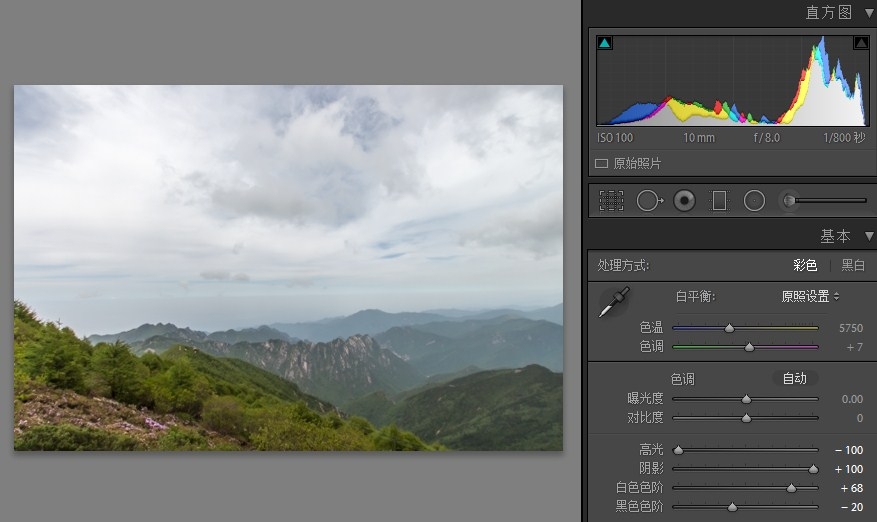 直方图
ISO 100 10 mm f / 8.0 1/800 秒
原始照片
基本
处理方式: 彩色 黑白
白平衡: 原照设置
色温 5750
色调 + 7
色调 自动
曝光度 0.00
对比度 0
高光 − 100
阴影 + 100
白色色阶 + 68
黑色色阶 − 20